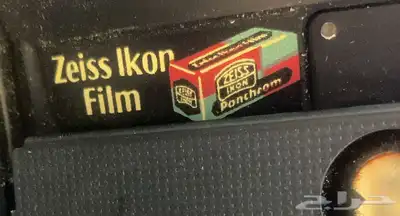 Zeiss Ikon
Film
ZEISS
IKON
Panchrom
حراج